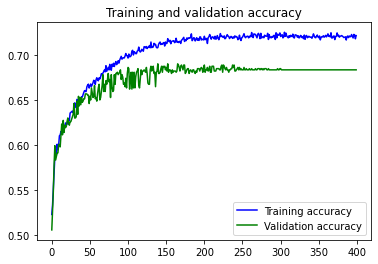 Training and validation accuracy
0.70
0.65
0.60
0.55
0.50
Training accuracy
Validation accuracy
0 50 100 150 200 250 300 350 400